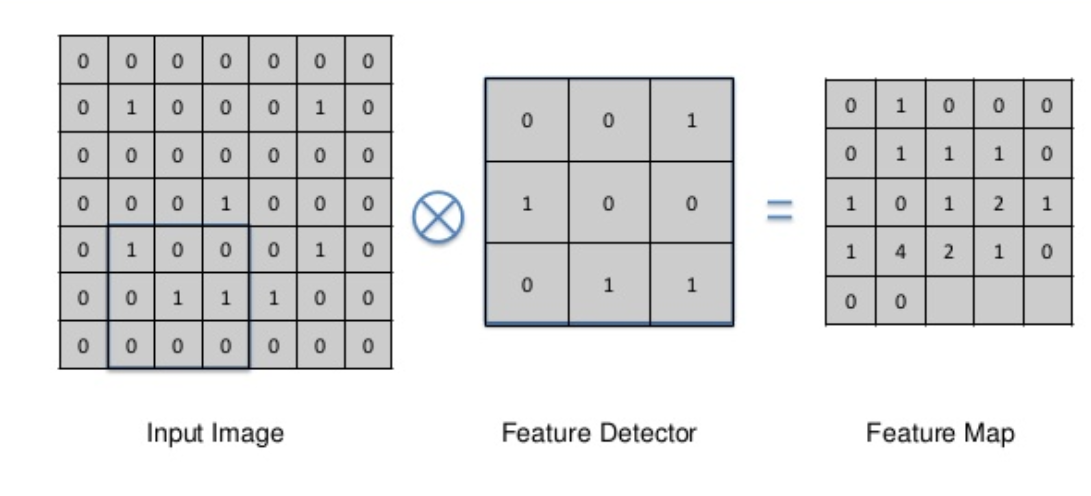 0 0 0 0 0 0 0
0 1 0 0 0 1 0
0 0 0 0 0 0 0
0 0 0 1 0 0 0
0 1 0 0 0 1 0
0 0 1 1 1 0 0
0 0 0 0 0 0 0
Input Image
0 0 1
1 0 0
0 1 1
Feature Detector
=
0 1 0 0 0
0 1 1 1 0
1 0 1 2 1
1 4 2 1 0
0 0
Feature Map